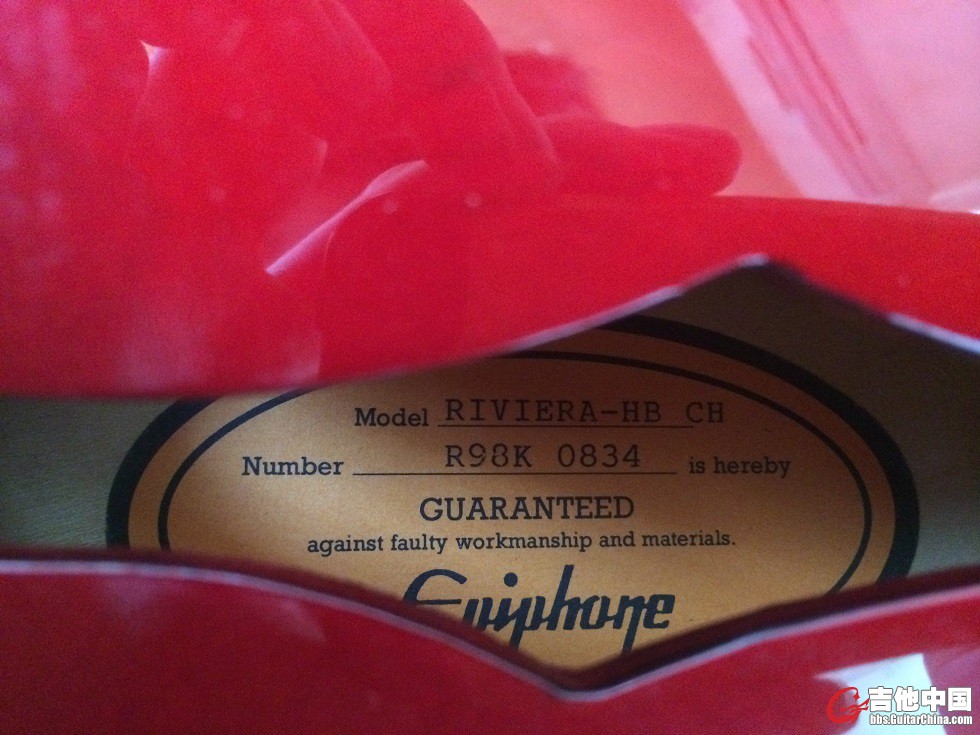 Model RIVIERA-HB CH
Number R98K 0834 is hereby
GUARANTEED
against faulty workmanship and materials.
Epiphone
吉他中国
bbs.GuitarChina.com